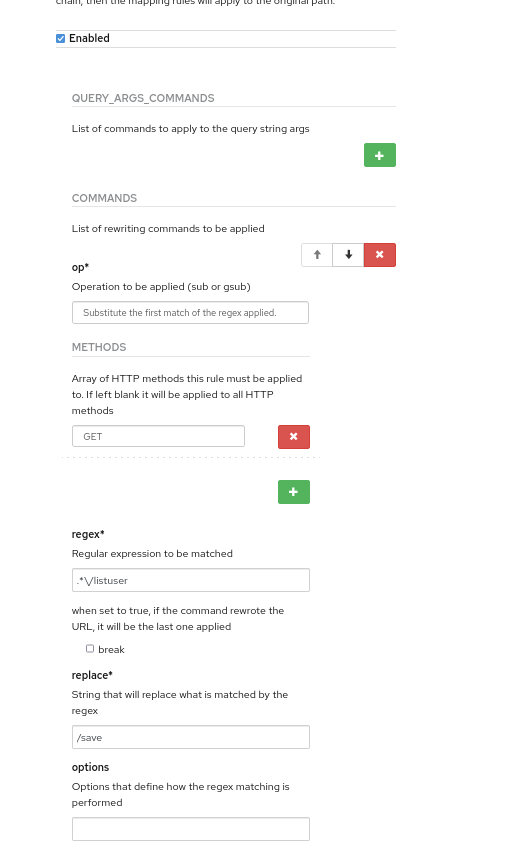 chain, then the mapping rules will apply to the original path.
Enabled
QUERY_ARGS_COMMANDS
List of commands to apply to the query string args
COMMANDS
List of rewriting commands to be applied
op*
Operation to be applied (sub or gsub)
Substitute the first match of the regex applied.
METHODS
Array of HTTP methods this rule must be applied
to. If left blank it will be applied to all HTTP
methods
GET
regex*
Regular expression to be matched
.*\/listuser
when set to true, if the command rewrote the
URL, it will be the last one applied
break
replace*
String that will replace what is matched by the
regex
/save
options
Options that define how the regex matching is
performed